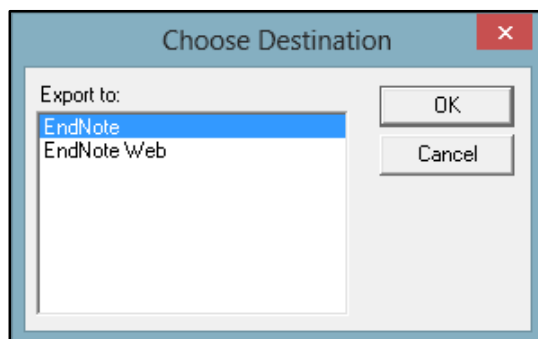 Choose Destination
Export to:
EndNote
EndNote Web
OK
Cancel